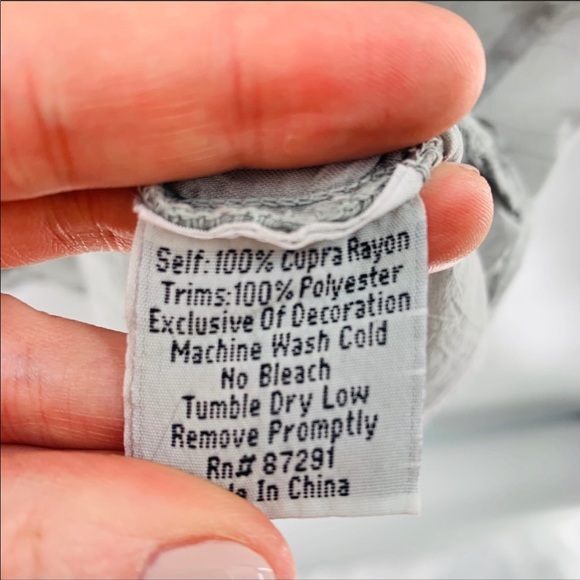 Self: 100% Cupra Rayon
Trims: 100% Polyester
Exclusive Of Decoration
Machine Wash Cold
No Bleach
Tumble Dry Low
Remove Promptly
Rn# 87291
In China